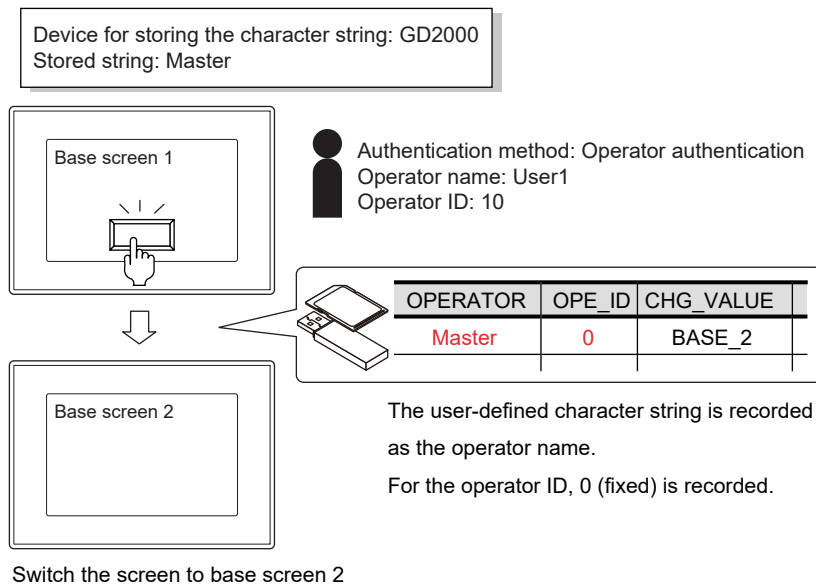 Device for storing the character string: GD2000
Stored string: Master
Base screen 1
Authentication method: Operator authentication
Operator name: User1
Operator ID: 10
OPERATOR OPE_ID CHG_VALUE
Master 0 BASE_2
Base screen 2
The user-defined character string is recorded
as the operator name.
For the operator ID, 0 (fixed) is recorded.
Switch the screen to base screen 2